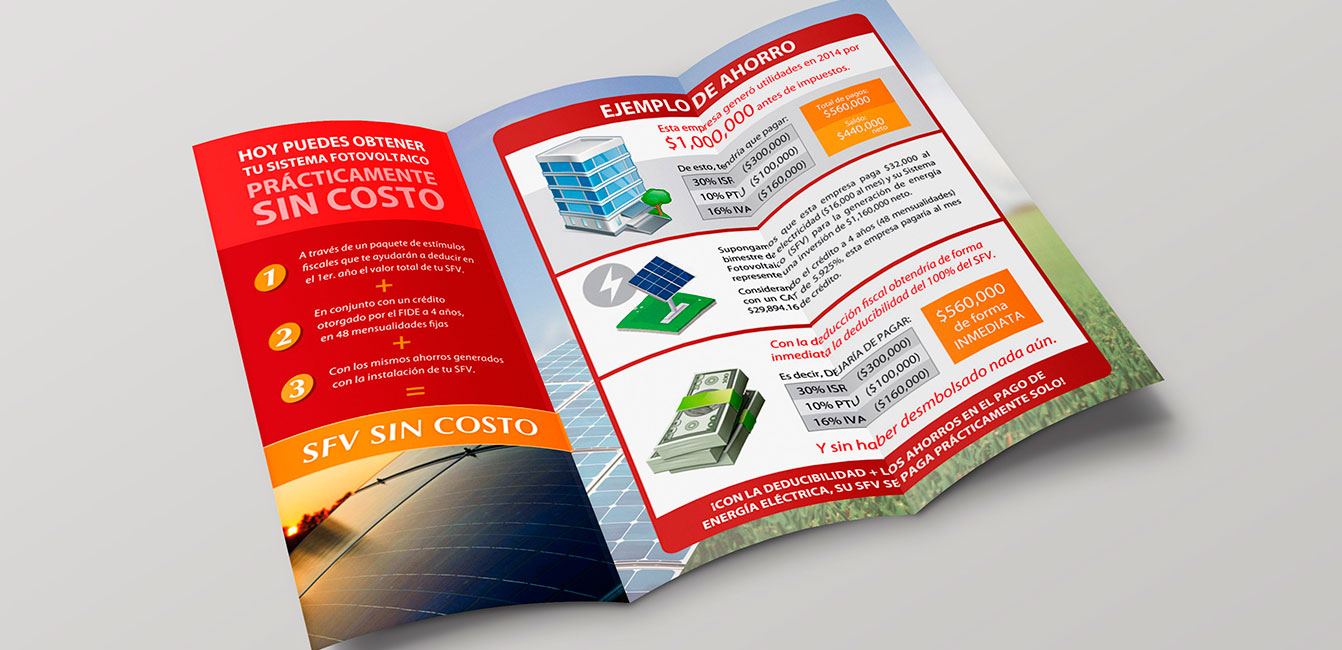 HOY PUEDES OBTENER
TU SISTEMA FOTOVOLTAICO
PRÁCTICAMENTE
SIN COSTO
1
A través de un paquete de estímulos
fiscales que te ayudarán a deducir en
el 1er. año el valor total de tu SFV.
+
2
En conjunto con un crédito
otorgado por el FIDE a 4 años,
en 48 mensualidades fijas
+
3
Con los mismos ahorros generados
con la instalación de tu SFV.
=
SFV SIN COSTO
EJEMPLO DE AHORRO
Esta empresa generó utilidades en 2014 por
$1,000,000 antes de impuestos.
De esto, tendría que pagar:
30% ISR ($300,000)
10% PTU ($100,000)
16% IVA ($160,000)
Total de pagos:
$560,000
Saldo:
$440,000
neto
Supongamos que esta empresa paga $32,000 al
bimestre de electricidad ($16,000 al mes) y su Sistema
Fotovoltaico (SFV) para la generación de energía
represente una inversión de $1,160,000 neto.
Considerando el crédito a 4 años (48 mensualidades)
con un CAT de 5.925%, esta empresa pagaría al mes
$29,894.16 de crédito.
Con la deducción fiscal obtendría de forma
inmediata la deducibilidad del 100% del SFV.
Es decir, DEJARÍA DE PAGAR:
30% ISR ($300,000)
10% PTU ($100,000)
16% IVA ($160,000)
$560,000
de forma
INMEDIATA
Y sin haber desmbolsado nada aún.
¡CON LA DEDUCIBILIDAD + LOS AHORROS EN EL PAGO DE
ENERGÍA ELÉCTRICA, SU SFV SE PAGA PRÁCTICAMENTE SOLO!